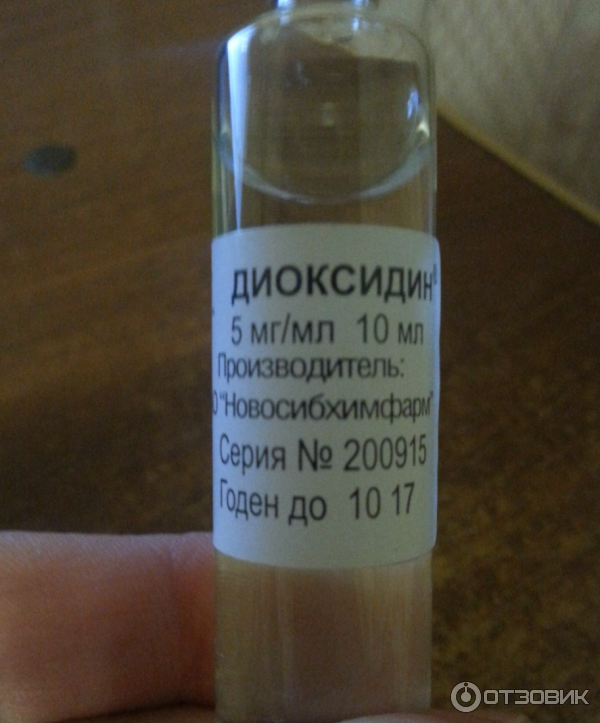 ДИОКСИДИН®
5 мг/мл 10 мл
Производитель:
О "Новосибхимфарм"
Серия № 200915
Годен до 10 17
ОТЗОВИК